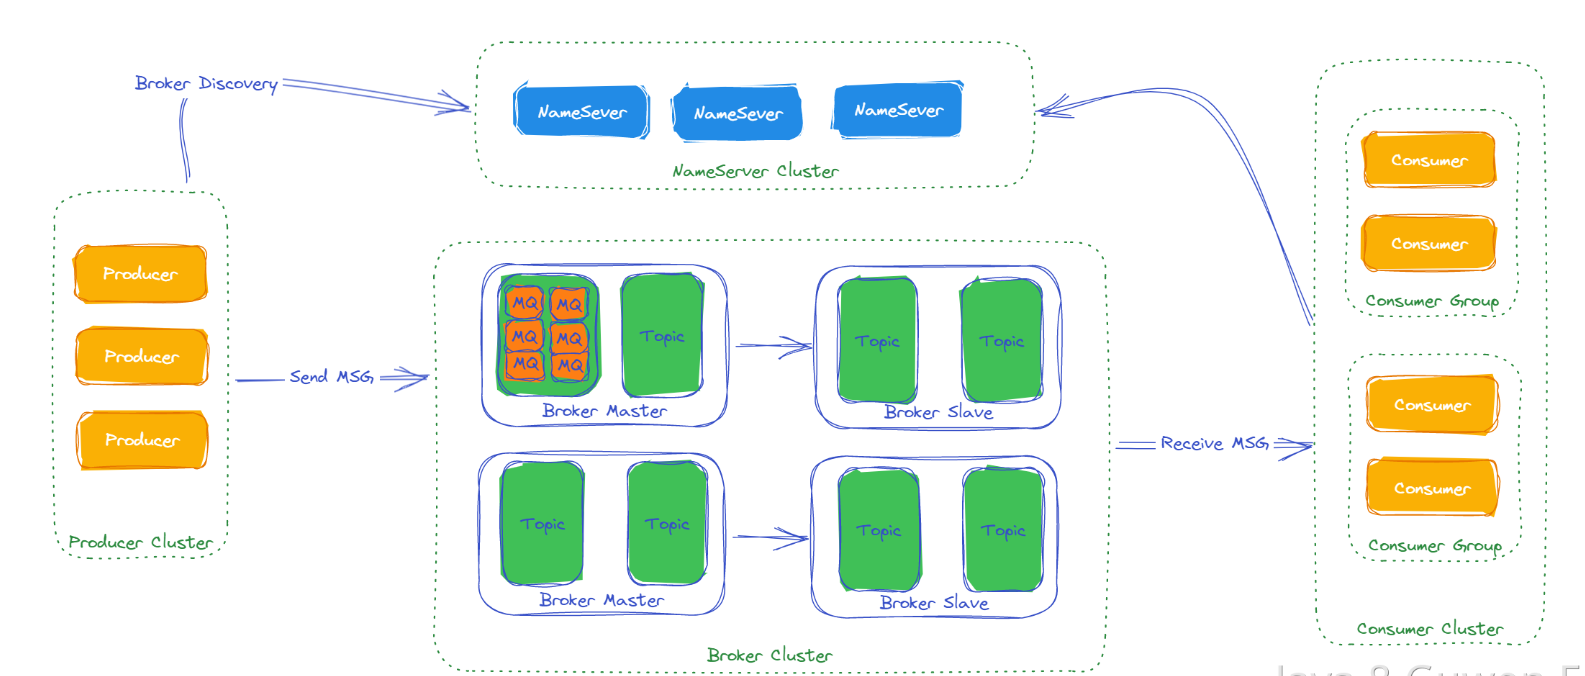 Broker Discovery
NameSever
NameSever
NameSever
NameServer Cluster
Producer
Producer
Producer
Producer Cluster
Send MSG
MQ MQ
MQ MQ
MQ MQ
Topic
Broker Master
Topic
Topic
Broker Slave
Topic
Topic
Broker Master
Topic
Topic
Broker Slave
Broker Cluster
Receive MSG
Consumer
Consumer
Consumer Group
Consumer
Consumer
Consumer Group
Consumer Cluster